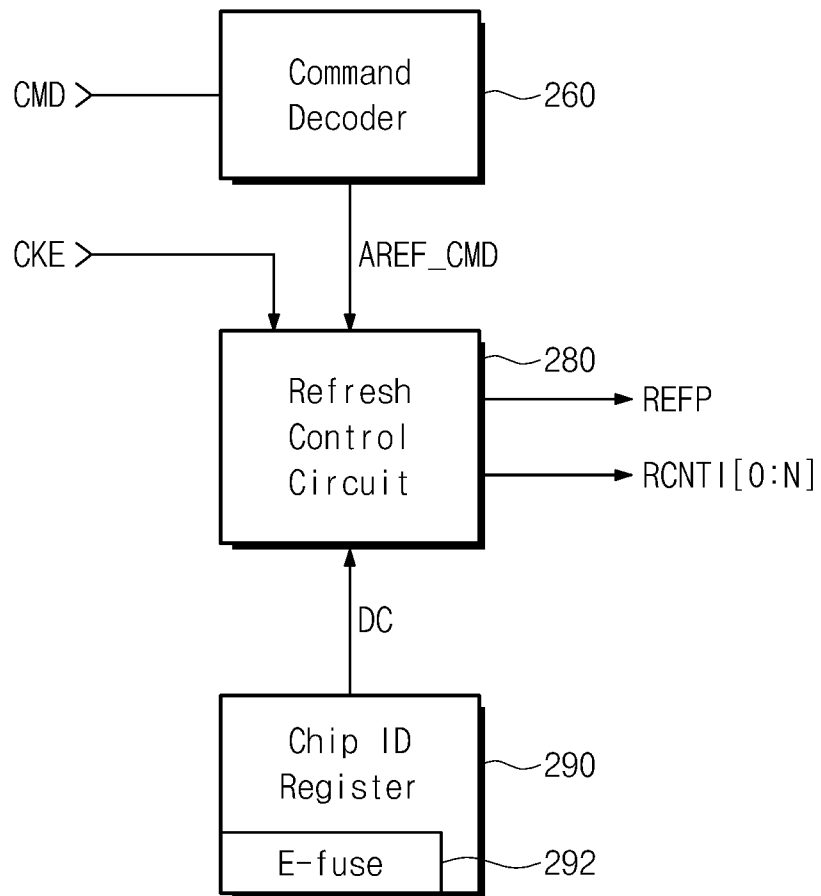 Command
Decoder
CMD
260
CKE
AREF_CMD
Refresh
Control
Circuit
280
REFP
RCNTI[0:N]
DC
Chip ID
Register
290
E-fuse
292